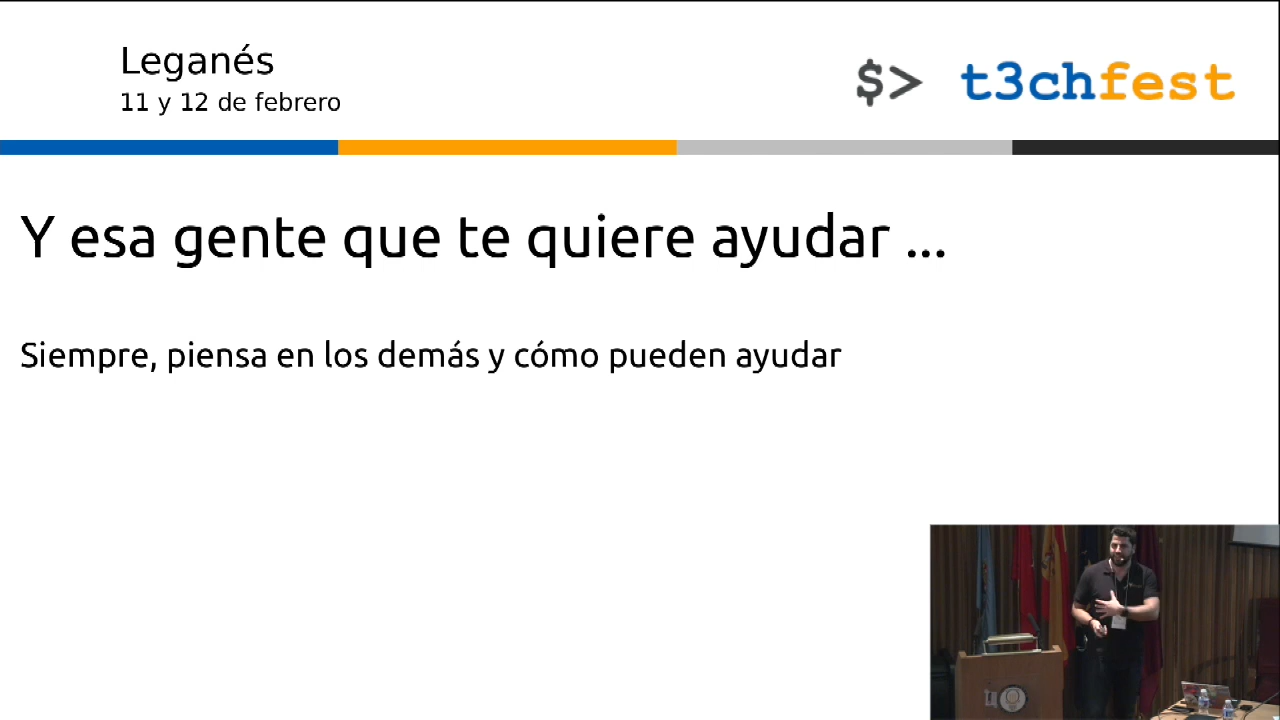 Leganés
11 y 12 de febrero
$> t3chfest
Y esa gente que te quiere ayudar ...
Siempre, piensa en los demás y cómo pueden ayudar